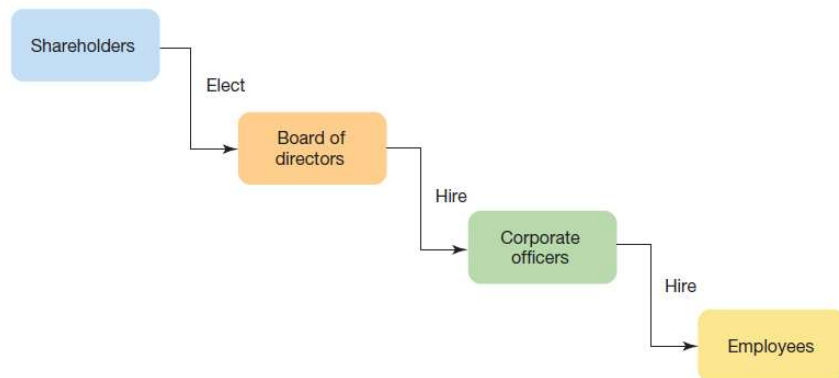 Shareholders
Elect
Board of
directors
Hire
Corporate
officers
Hire
Employees